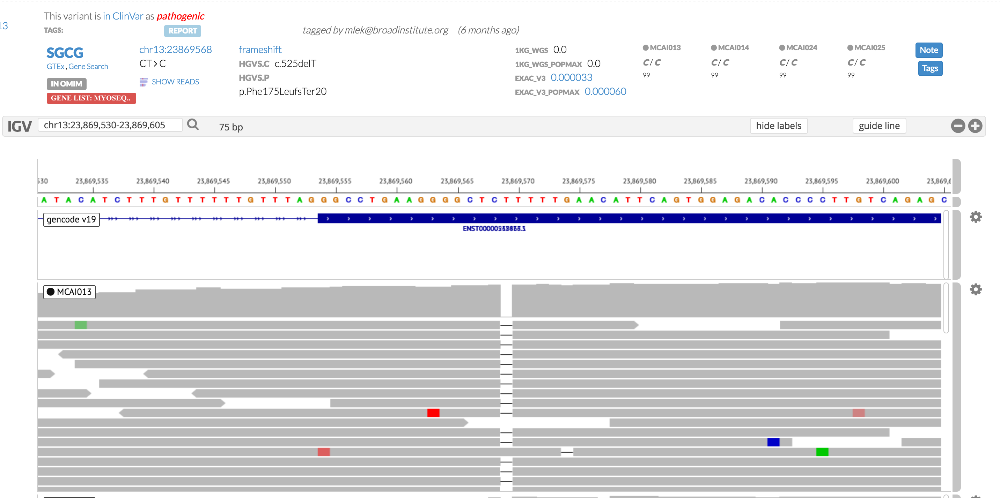 This variant is in ClinVar as pathogenic
13
TAGS: REPORT tagged by mlek@broadinstitute.org (6 months ago)
SGCG chr13:23869568 frameshift 1KG_WGS 0.0 MCAI013 MCAI014 MCAI024 MCAI025 Note
GTEx , Gene Search CT > C HGVS.C c.525delT 1KG_WGS_POPMAX 0.0 C/C C/C C/C C/C Tags
IN OMIM SHOW READS HGVS.P EXAC_V3 0.000033 99 99 99 99
GENE LIST: MYOSEQ.. p.Phe175LeufsTer20 EXAC_V3_POPMAX 0.000060
IGV chr13:23,869,530-23,869,605 75 bp hide labels guide line
530 23,869,535 23,869,540 23,869,545 23,869,550 23,869,555 23,869,560 23,869,565 23,869,570 23,869,575 23,869,580 23,869,585 23,869,590 23,869,595 23,869,600 23,869,6
A T A C A T C T T T G T T T T T T G T T T A G G G C C T G A A G G G G C T C T T T T T G A A C A T T C A G T G G A G A C A C C C C T T G T C A G A G C
gencode v19
MCAI013